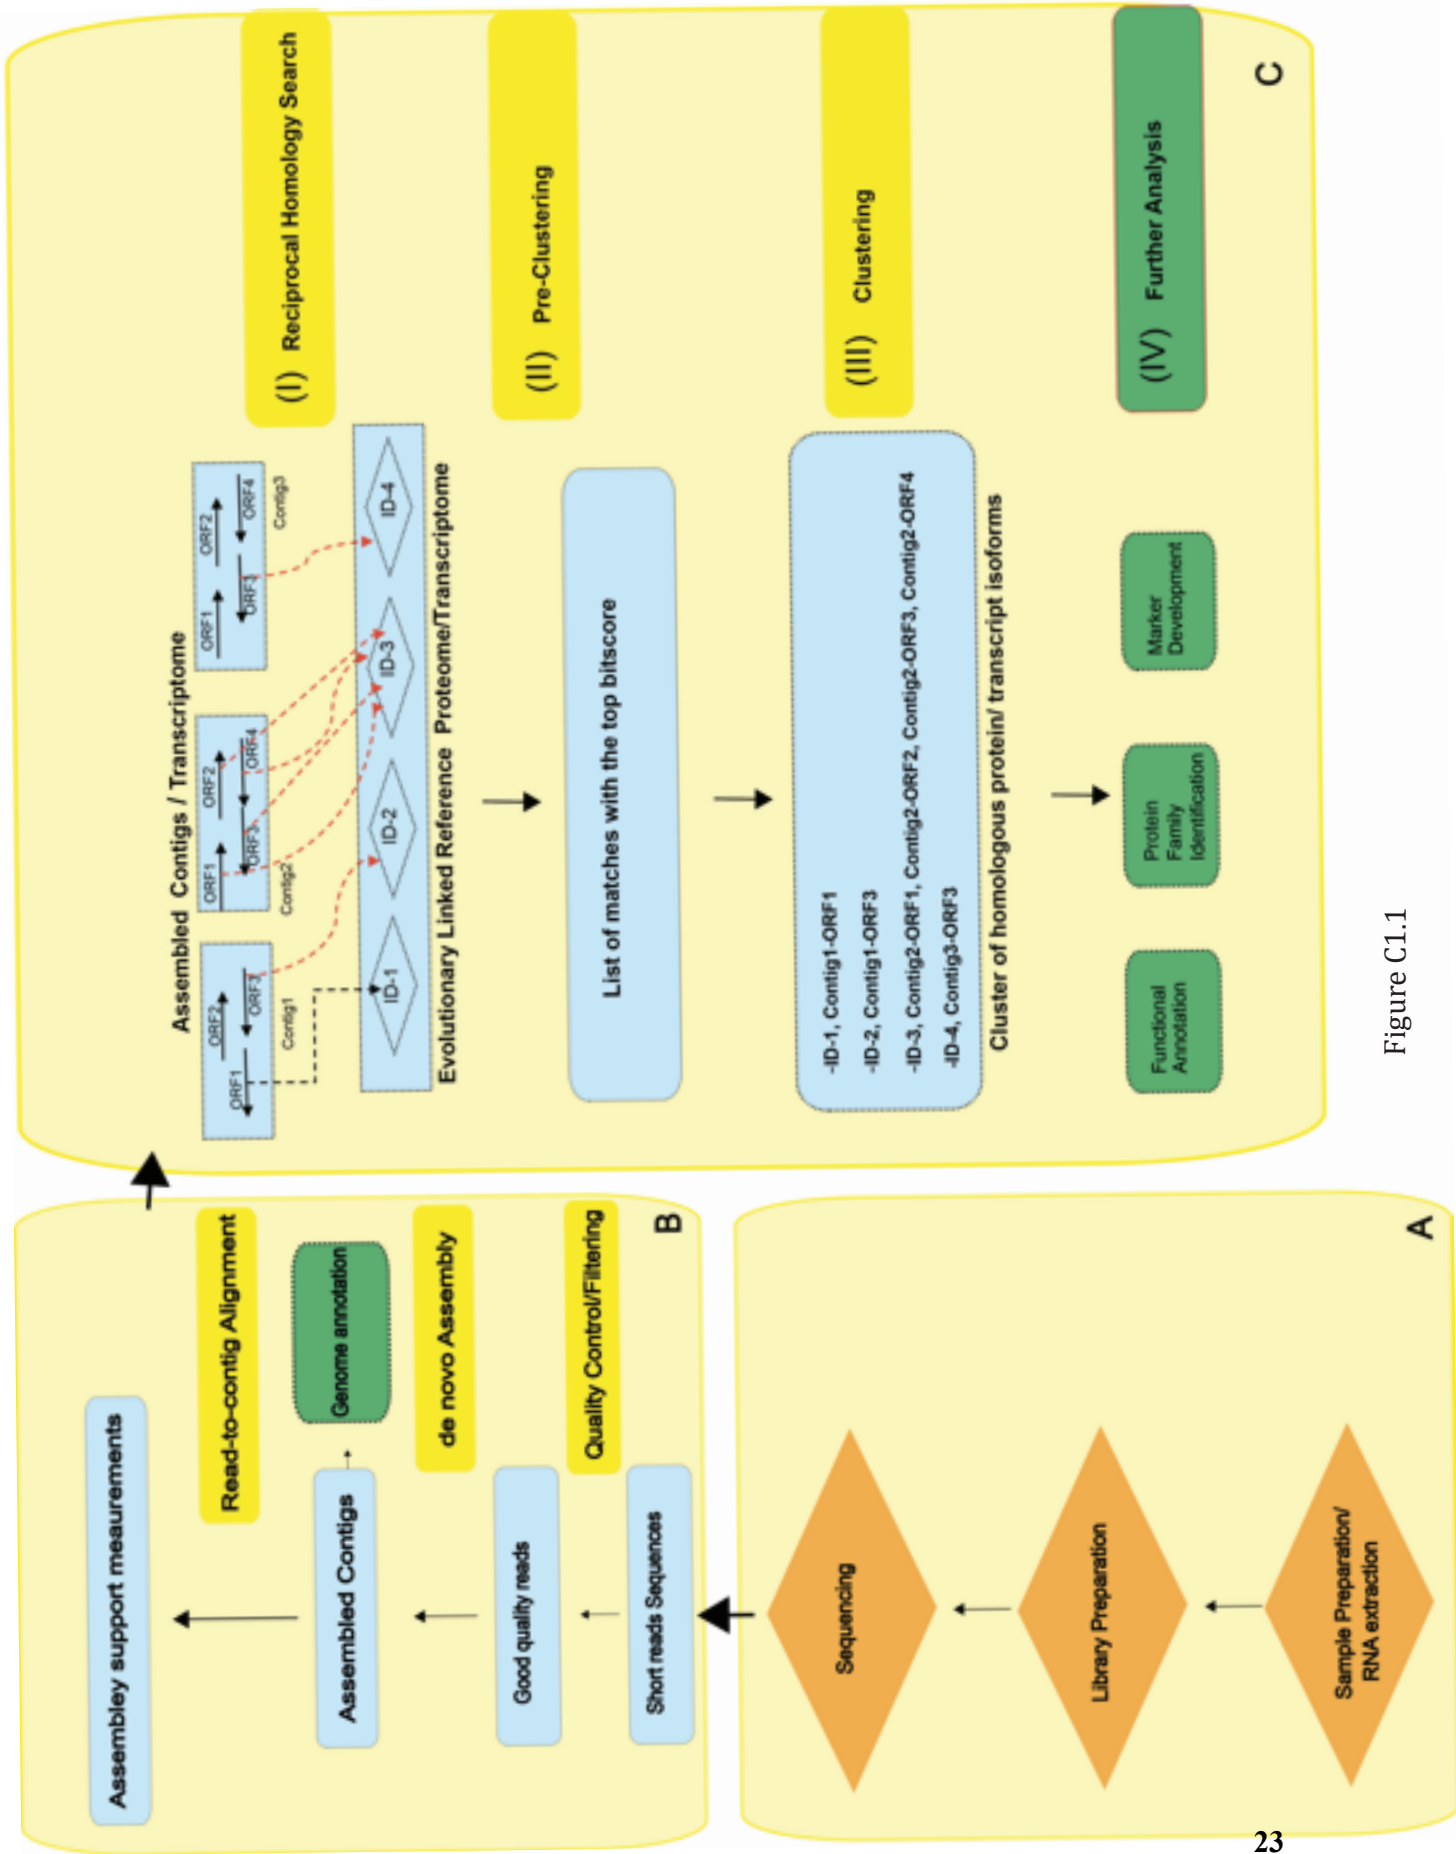 Sample Preparation/
RNA extraction
Library Preparation
Sequencing
A
Short reads Sequences
Quality Control/Filtering
Good quality reads
de novo Assembly
Assembled Contigs
Genome annotation
Read-to-contig Alignment
Assembley support meaurements
B
Assembled Contigs / Transcriptome
ORF1
ORF2
ORF3
Contig1
ORF1
ORF2
ORF3
ORF4
Contig2
ORF1
ORF2
ORF3
ORF4
Contig3
(I) Reciprocal Homology Search
ID-1
ID-2
ID-3
ID-4
Evolutionary Linked Reference Proteome/Transcriptome
(II) Pre-Clustering
List of matches with the top bitscore
(III) Clustering
-ID-1, Contig1-ORF1
-ID-2, Contig1-ORF3
-ID-3, Contig2-ORF1, Contig2-ORF2, Contig2-ORF3, Contig2-ORF4
-ID-4, Contig3-ORF3
Cluster of homologous protein/ transcript isoforms
(IV) Further Analysis
Functional
Annotation
Protein
Family
Identification
Marker
Development
C
Figure C1.1
23